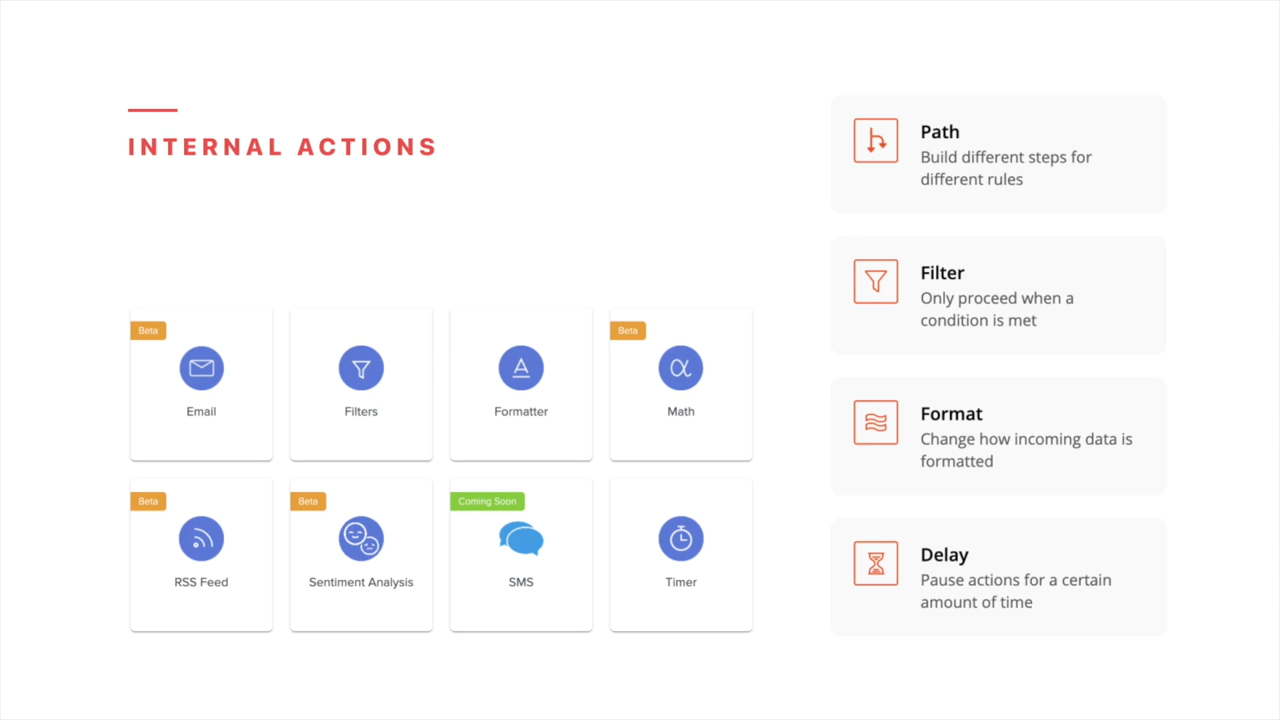 INTERNAL ACTIONS
Beta
Email
Filters
Formatter
Beta
Math
Beta
RSS Feed
Beta
Sentiment Analysis
Coming Soon
SMS
Timer
Path
Build different steps for
different rules
Filter
Only proceed when a
condition is met
Format
Change how incoming data is
formatted
Delay
Pause actions for a certain
amount of time